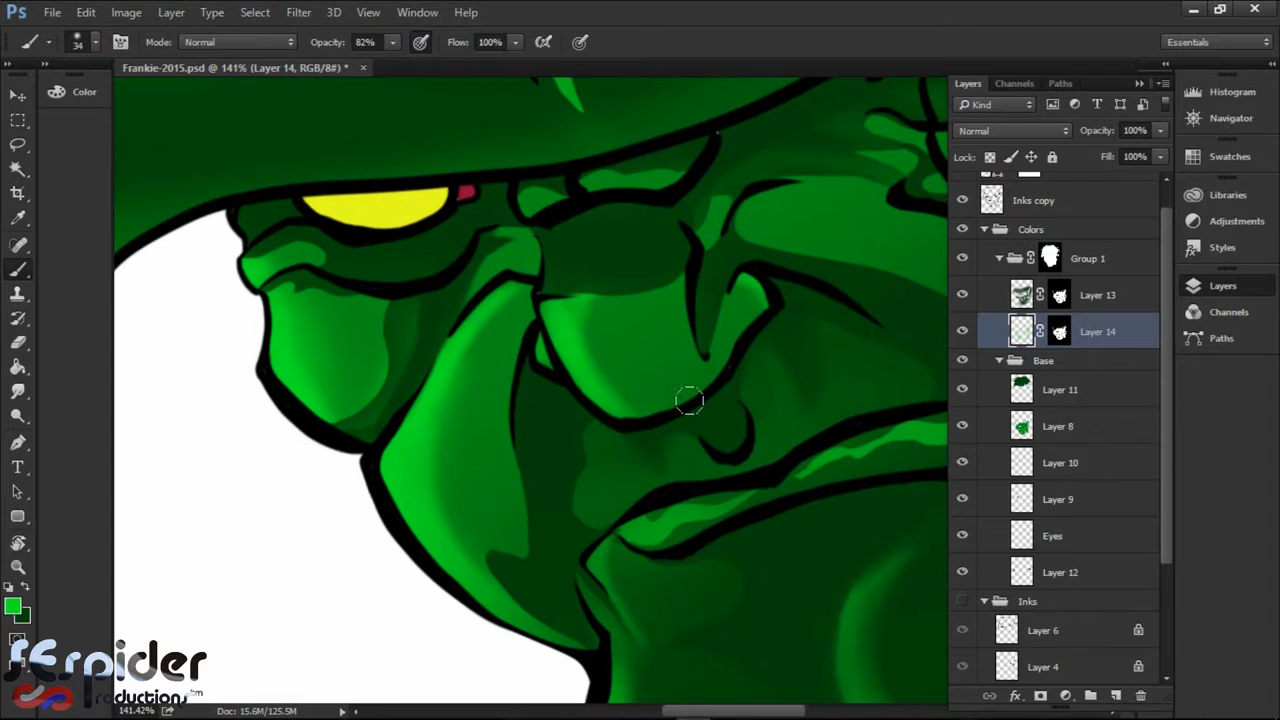 Ps File Edit Image Layer Type Select Filter 3D View Window Help
34 Mode: Normal Opacity: 82% Flow: 100% Essentials
Frankie-2015.psd @ 141% (Layer 14, RGB/8#) * ×
Color
Layers Channels Paths
Kind
Normal Opacity: 100%
Lock: Fill: 100%
Inks copy
Colors
Group 1
Layer 13
Layer 14
Base
Layer 11
Layer 8
Layer 10
Layer 9
Eyes
Layer 12
Inks
Layer 6
Layer 4
Histogram
Navigator
Swatches
Libraries
Adjustments
Styles
Layers
Channels
Paths
SErpider
Productions™
141.42% Doc: 15.6M/125.5M